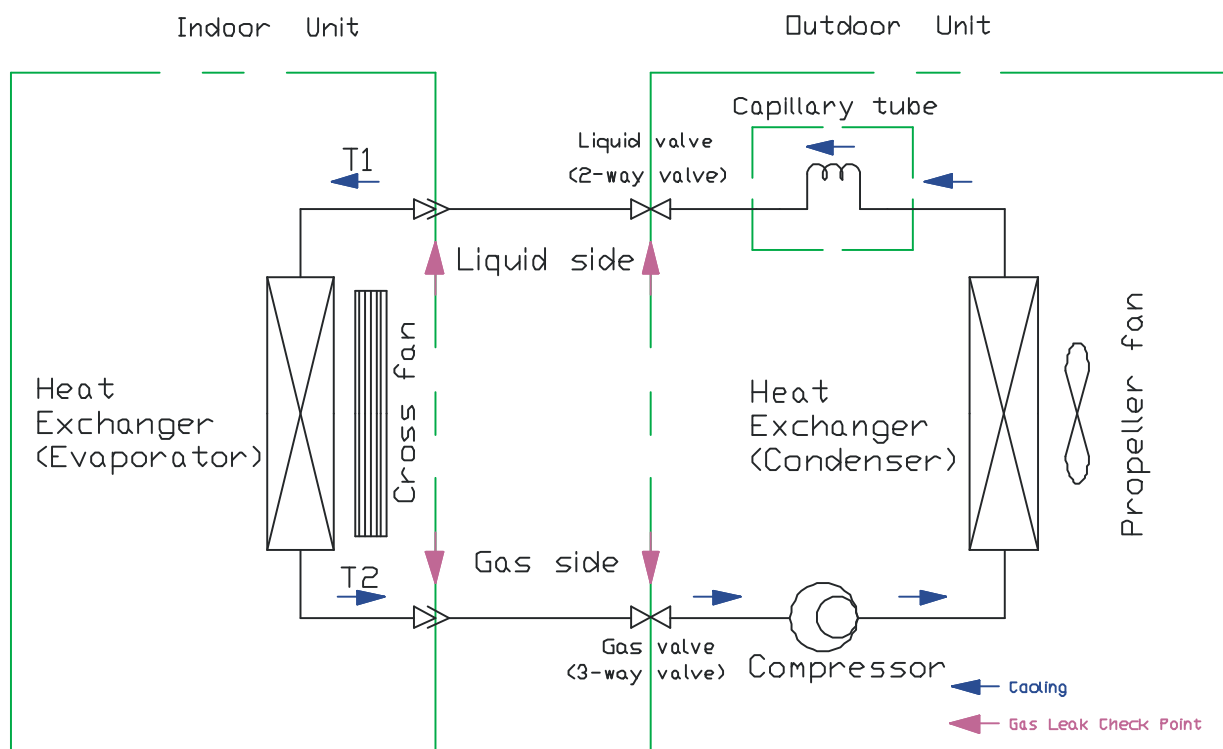 Indoor Unit
Outdoor Unit
Capillary tube
Liquid valve
(2-way valve)
T1
Liquid side
Heat
Exchanger
(Evaporator)
Cross fan
Heat
Exchanger
(Condenser)
Propeller fan
T2
Gas side
Gas valve
(3-way valve)
Compressor
Cooling
Gas Leak Check Point